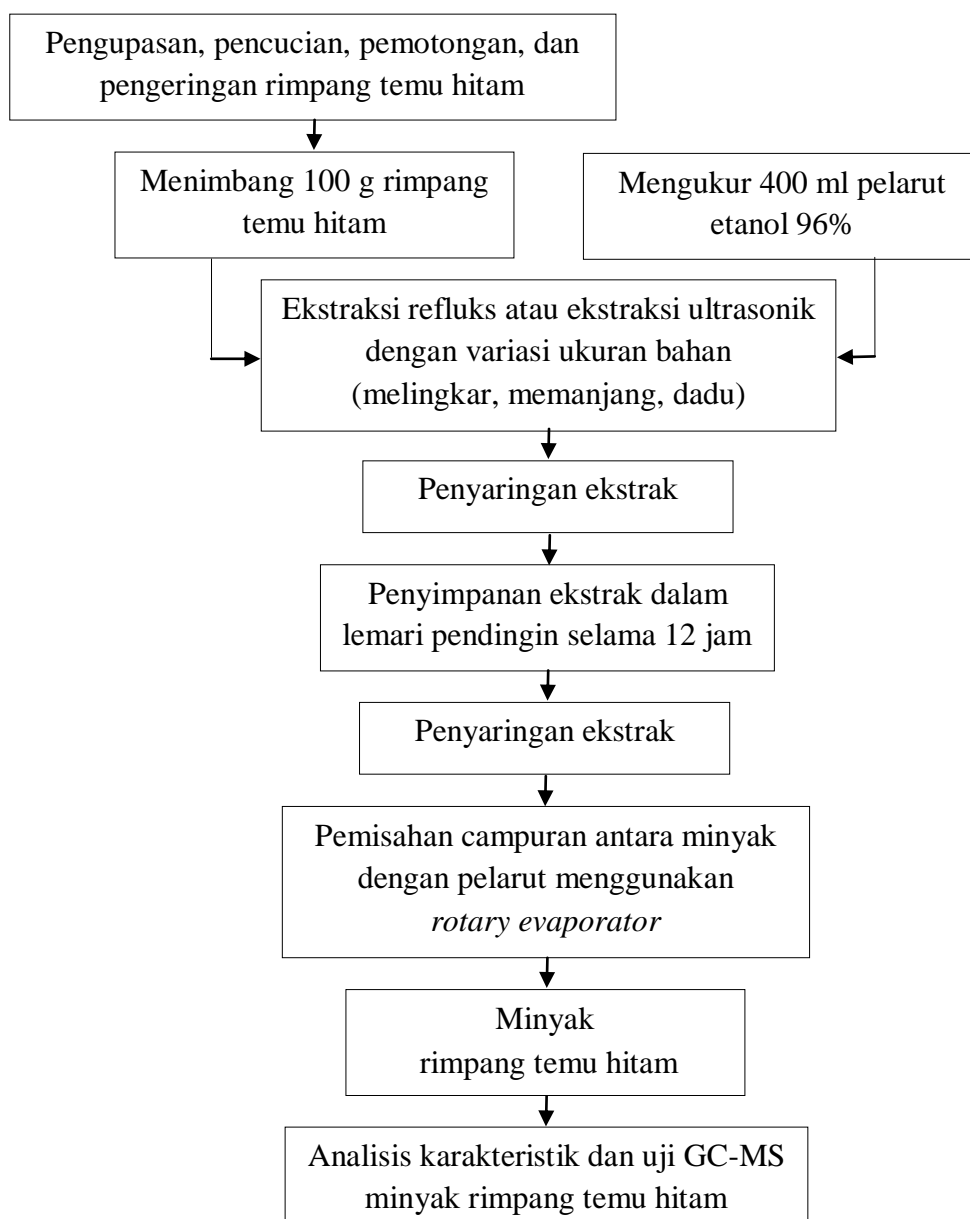 Pengupasan, pencucian, pemotongan, dan
pengeringan rimpang temu hitam
Menimbang 100 g rimpang
temu hitam
Mengukur 400 ml pelarut
etanol 96%
Ekstraksi refluks atau ekstraksi ultrasonik
dengan variasi ukuran bahan
(melingkar, memanjang, dadu)
Penyaringan ekstrak
Penyimpanan ekstrak dalam
lemari pendingin selama 12 jam
Penyaringan ekstrak
Pemisahan campuran antara minyak
dengan pelarut menggunakan
rotary evaporator
Minyak
rimpang temu hitam
Analisis karakteristik dan uji GC-MS
minyak rimpang temu hitam